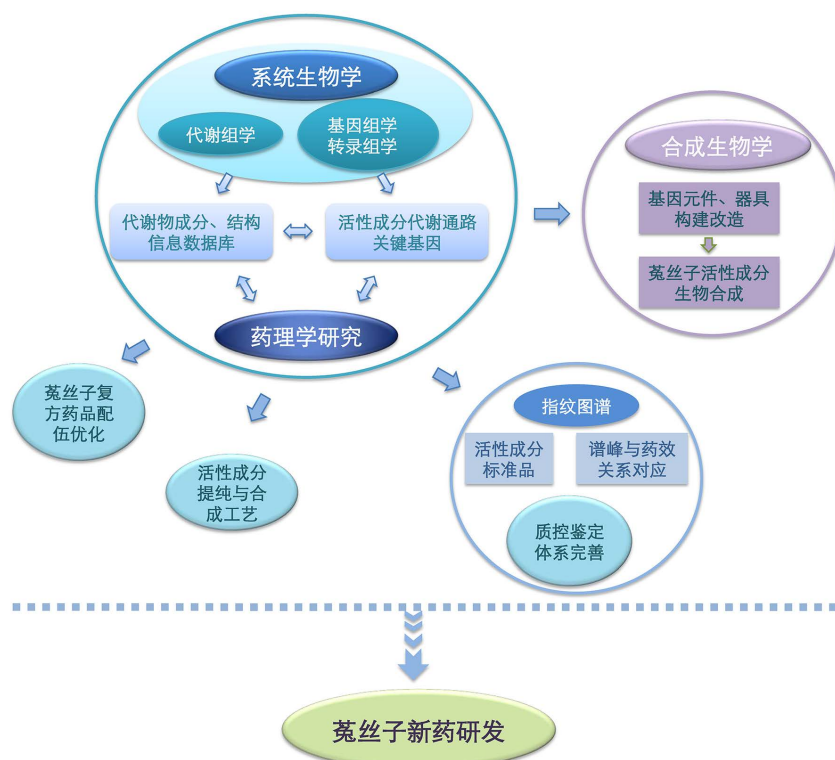 系统生物学
代谢组学
基因组学
转录组学
代谢物成分、结构
信息数据库
活性成分代谢通路
关键基因
药理学研究
合成生物学
基因元件、器具
构建改造
菟丝子活性成分
生物合成
菟丝子复
方药品配
伍优化
活性成分
提纯与合
成工艺
指纹图谱
活性成分
标准品
谱峰与药效
关系对应
质控鉴定
体系完善
菟丝子新药研发